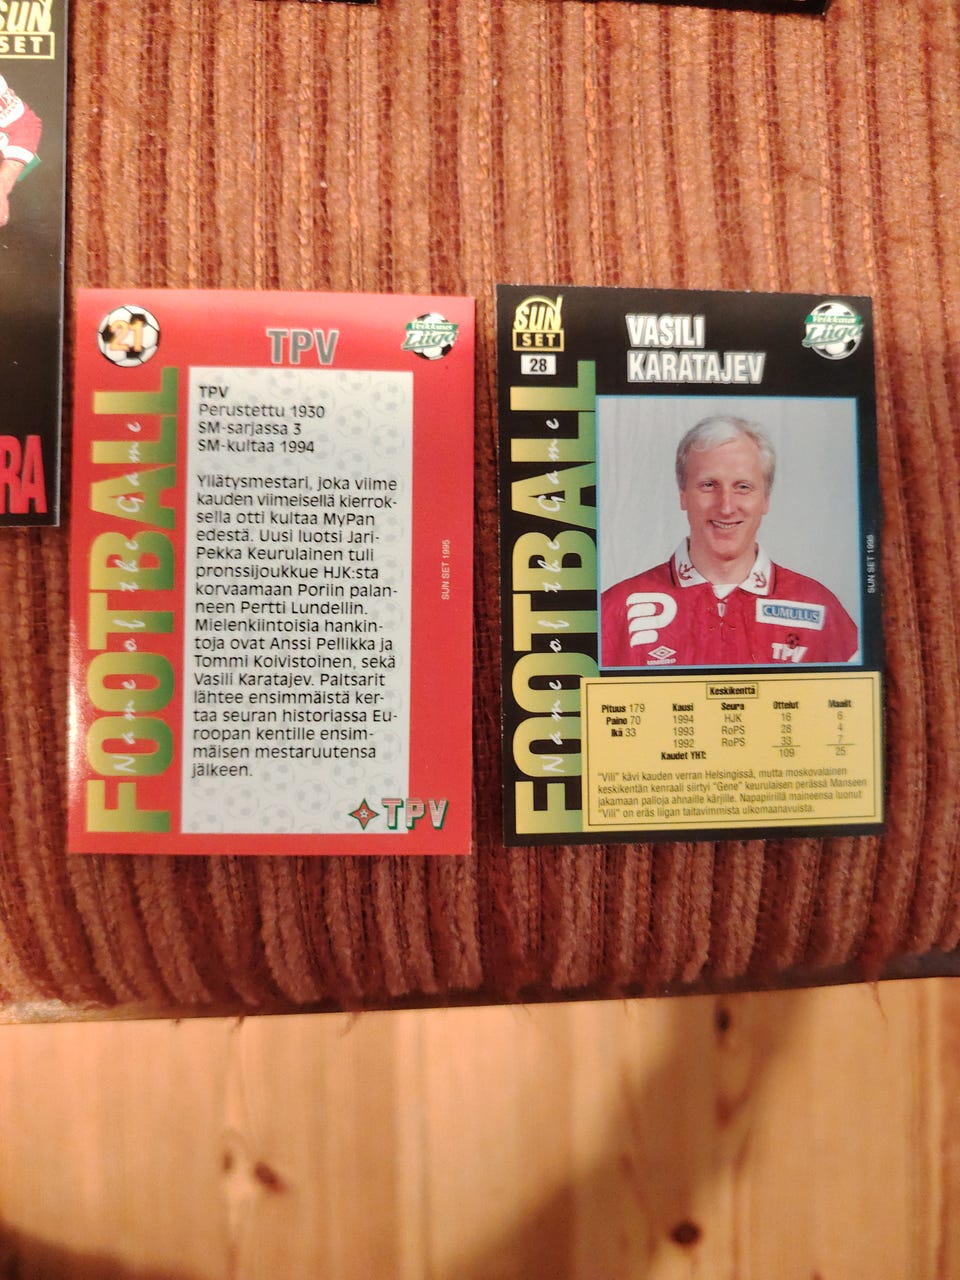 SUN
SET
RA
21
TPV
Veikkaus
Liiga
FOOTBALL
Name of the Game
TPV
Perustettu 1930
SM-sarjassa 3
SM-kultaa 1994
Yllätysmestari, joka viime
kauden viimeisellä kierrok-
sella otti kultaa MyPan
edestä. Uusi luotsi Jari-
Pekka Keurulainen tuli
pronssijoukkue HJK:sta
korvaamaan Poriin palan-
neen Pertti Lundellin.
Mielenkiintoisia hankin-
toja ovat Anssi Pellikka ja
Tommi Koivistoinen, sekä
Vasili Karatajev. Paltsarit
lähtee ensimmäistä ker-
taa seuran historiassa Eu-
roopan kentille ensim-
mäisen mestaruutensa
jälkeen.
TPV
SUN SET 1995
SUN
SET
28
VASILI
KARATAJEV
Veikkaus
Liiga
FOOTBALL
Name of the Game
CUMULUS
UMBRO
TPV
SUN SET 1995
Keskikenttä
Pituus 179 Kausi Seura Ottelut Maalit
Paino 70 1994 HJK 16 6
Ikä 33 1993 RoPS 28 4
1992 RoPS 33 7
Kaudet YHT: 109 25
"Vili" kävi kauden verran Helsingissä, mutta moskovalainen
keskikentän kenraali siirtyi "Gene" keurulaisen perässä Manseen
jakamaan palloja ahnaille kärjille. Napapiirillä maineensa luonut
"Vili" on eräs liigan taitavimmista ulkomaanavuista.